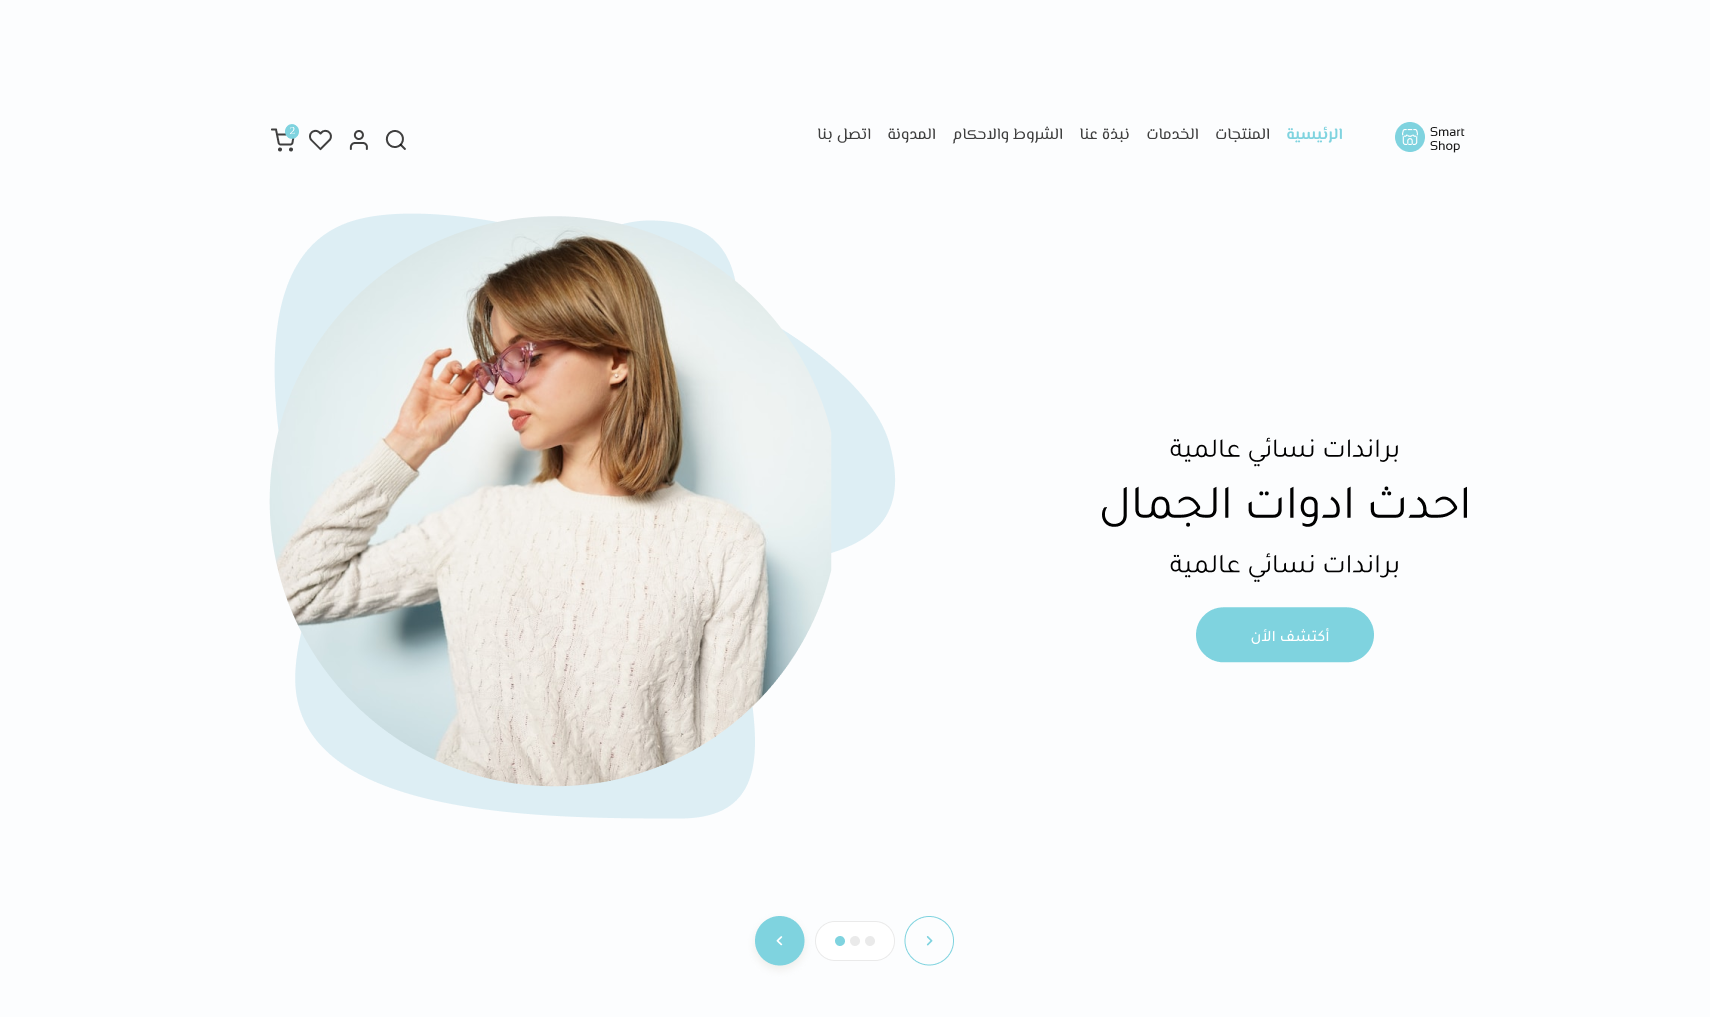 Smart
Shop
الرئيسية المنتجات الخدمات نبذة عنا الشروط والاحكام المدونة اتصل بنا
2
براندات نسائي عالمية
احدث ادوات الجمال
براندات نسائي عالمية
أكتشف الأن